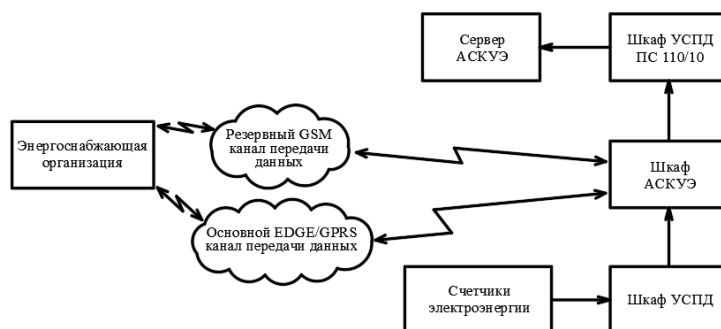 Сервер
АСКУЭ
Шкаф УСПД
ПС 110/10
Энергоснабжающая
организация
Резервный GSM
канал передачи
данных
Шкаф
АСКУЭ
Основной EDGE/GPRS
канал передачи данных
Счетчики
электроэнергии
Шкаф УСПД